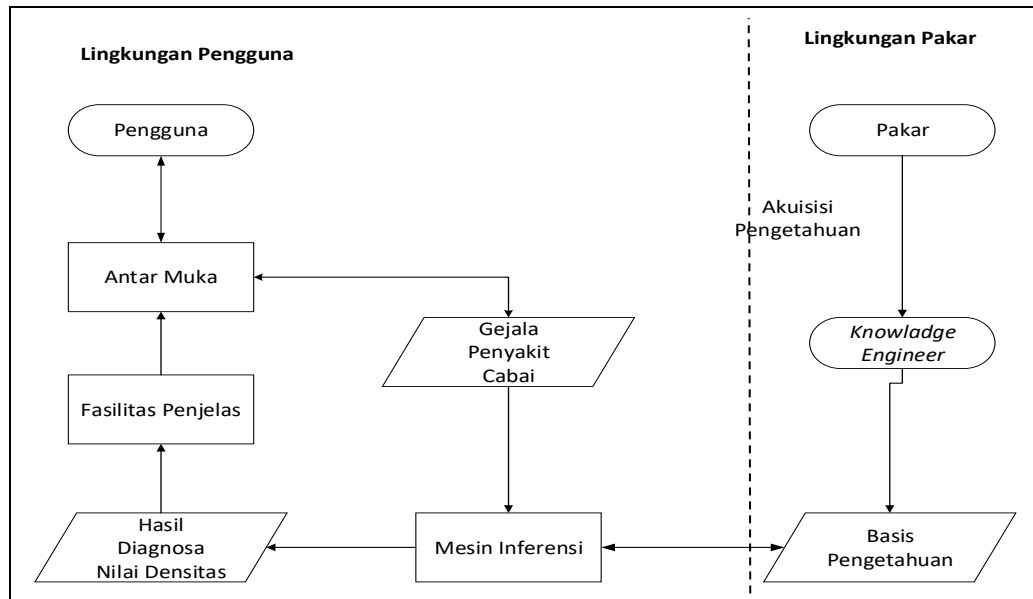 Lingkungan Pengguna
Lingkungan Pakar
Pengguna
Pakar
Akuisisi
Pengetahuan
Antar Muka
Gejala
Penyakit
Cabai
Knowladge
Engineer
Fasilitas Penjelas
Hasil
Diagnosa
Nilai Densitas
Mesin Inferensi
Basis
Pengetahuan